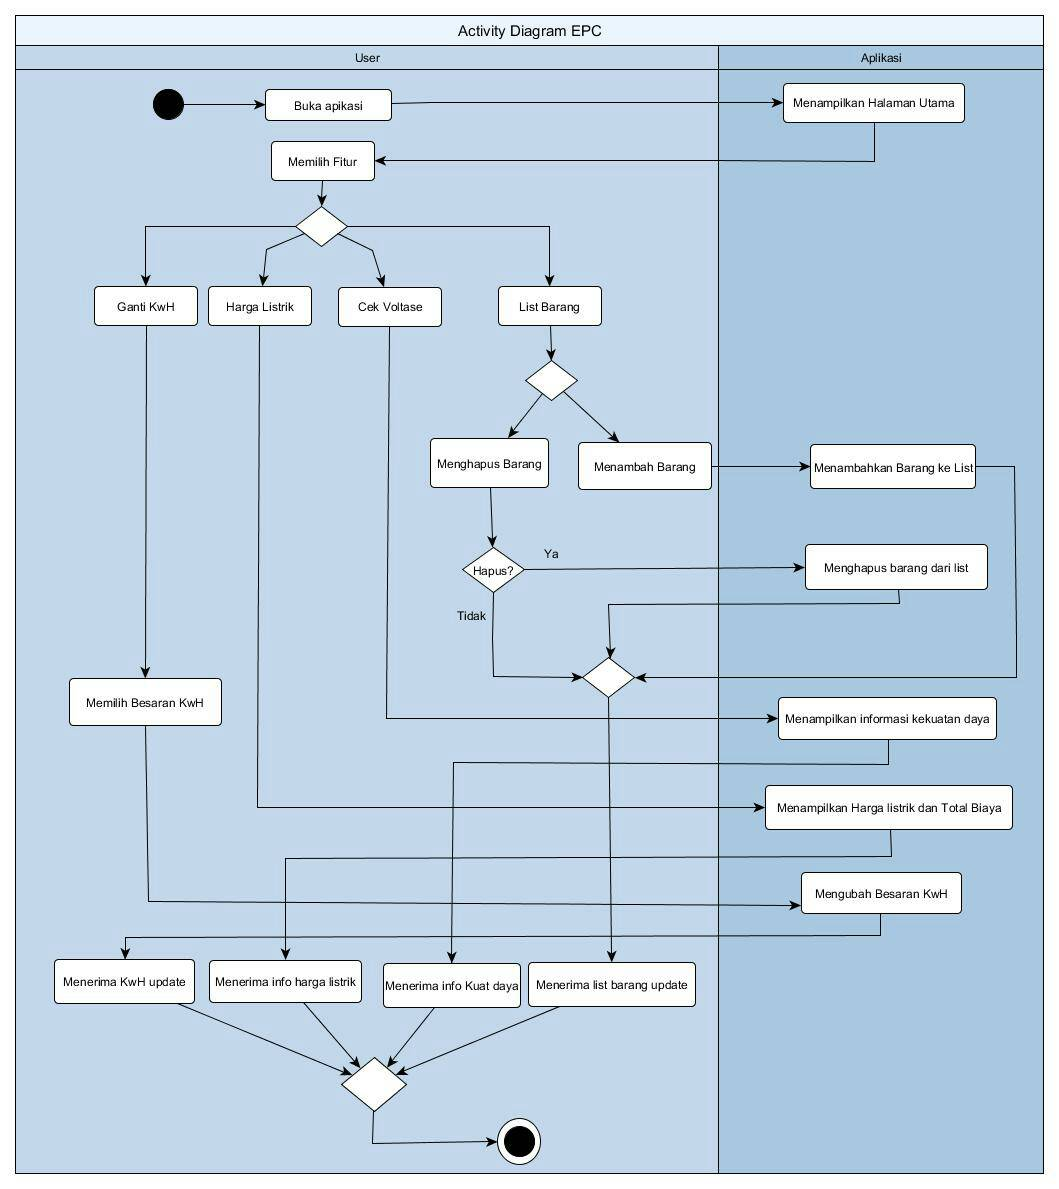 Activity Diagram EPC
User
Aplikasi
Buka apikasi
Menampilkan Halaman Utama
Memilih Fitur
Ganti KwH
Harga Listrik
Cek Voltase
List Barang
Menghapus Barang
Menambah Barang
Menambahkan Barang ke List
Hapus?
Ya
Menghapus barang dari list
Tidak
Memilih Besaran KwH
Menampilkan informasi kekuatan daya
Menampilkan Harga listrik dan Total Biaya
Mengubah Besaran KwH
Menerima KwH update
Menerima info harga listrik
Menerima info Kuat daya
Menerima list barang update